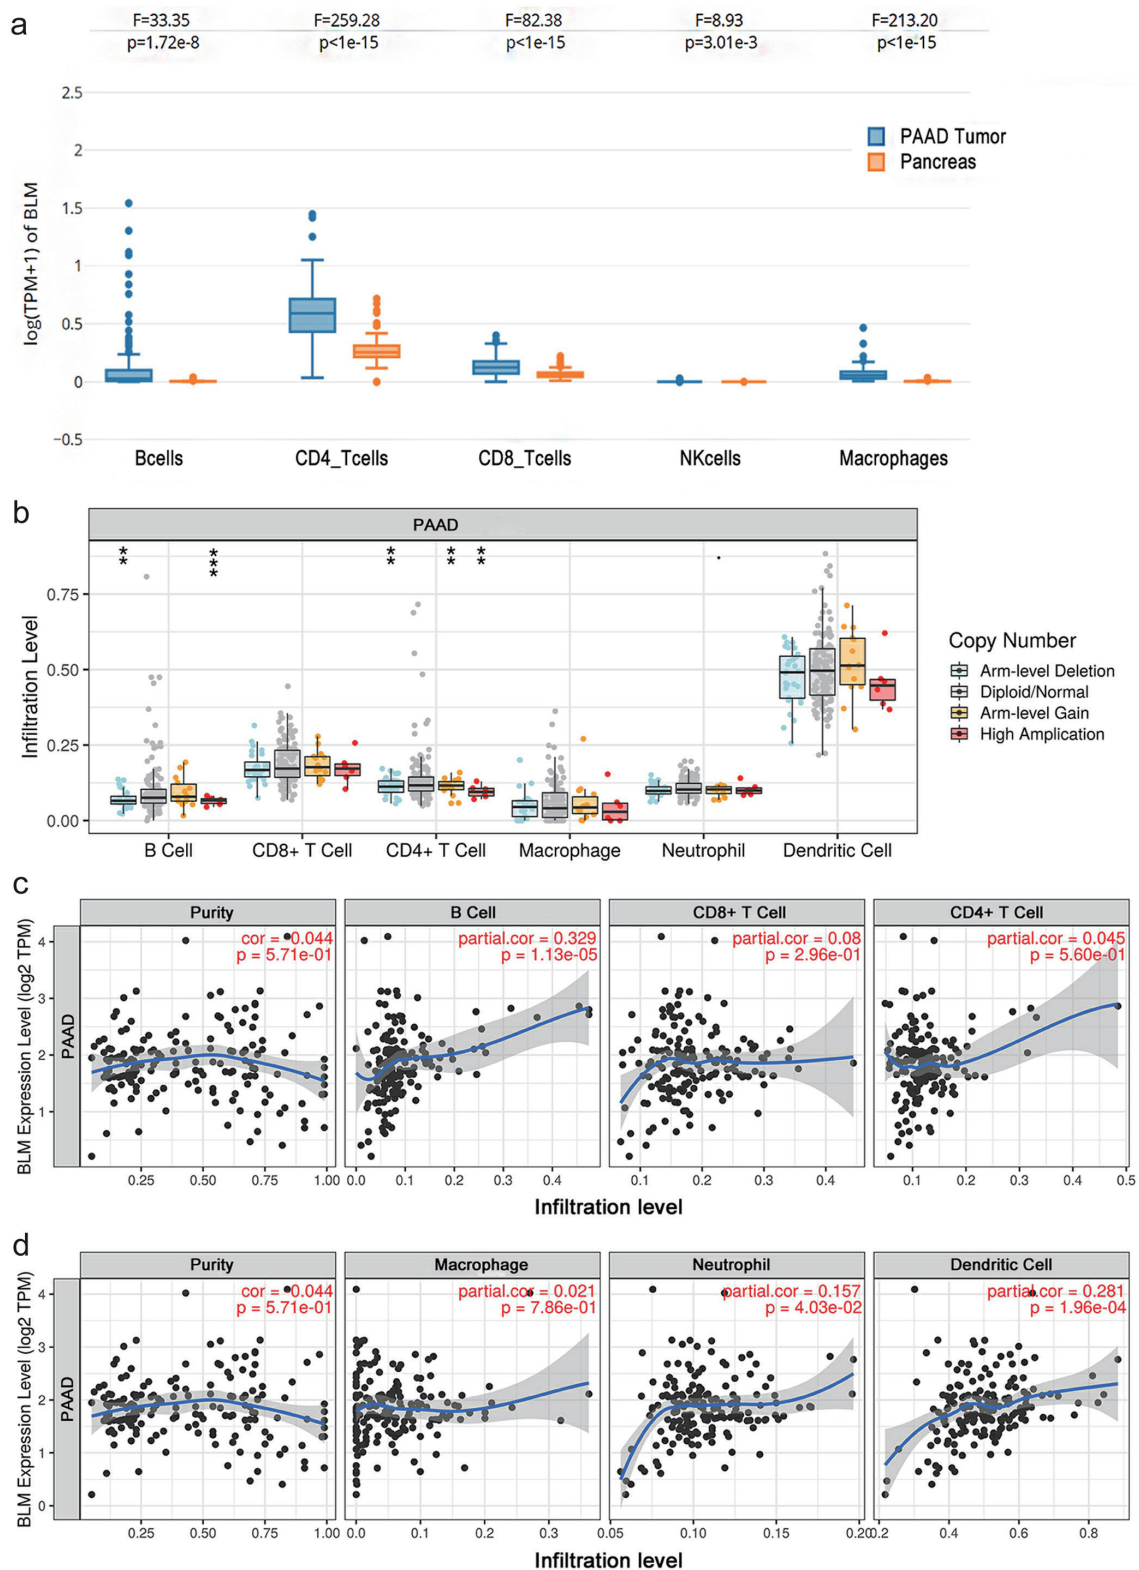 a
F=33.35 F=259.28 F=82.38 F=8.93 F=213.20
p=1.72e-8 p<1e-15 p<1e-15 p=3.01e-3 p<1e-15
2.5
2
1.5
1
0.5
0
−0.5
log(TPM+1) of BLM
PAAD Tumor
Pancreas
Bcells CD4_Tcells CD8_Tcells NKcells Macrophages
b
PAAD
** *** ** ** ** .
0.75
0.50
0.25
0.00
Infiltration Level
B Cell CD8+ T Cell CD4+ T Cell Macrophage Neutrophil Dendritic Cell
Copy Number
Arm-level Deletion
Diploid/Normal
Arm-level Gain
High Amplication
c
Purity B Cell CD8+ T Cell CD4+ T Cell
cor = 0.044 partial.cor = 0.329 partial.cor = 0.08 partial.cor = 0.045
p = 5.71e-01 p = 1.13e-05 p = 2.96e-01 p = 5.60e-01
BLM Expression Level (log2 TPM)
PAAD
4
3
2
1
0.25 0.50 0.75 1.00 0.0 0.1 0.2 0.3 0.4 0.1 0.2 0.3 0.4 0.1 0.2 0.3 0.4 0.5
Infiltration level
d
Purity Macrophage Neutrophil Dendritic Cell
cor = 0.044 partial.cor = 0.021 partial.cor = 0.157 partial.cor = 0.281
p = 5.71e-01 p = 7.86e-01 p = 4.03e-02 p = 1.96e-04
BLM Expression Level (log2 TPM)
PAAD
4
3
2
1
0
0.25 0.50 0.75 1.00 0.0 0.1 0.2 0.3 0.05 0.10 0.15 0.20 0.2 0.4 0.6 0.8
Infiltration level